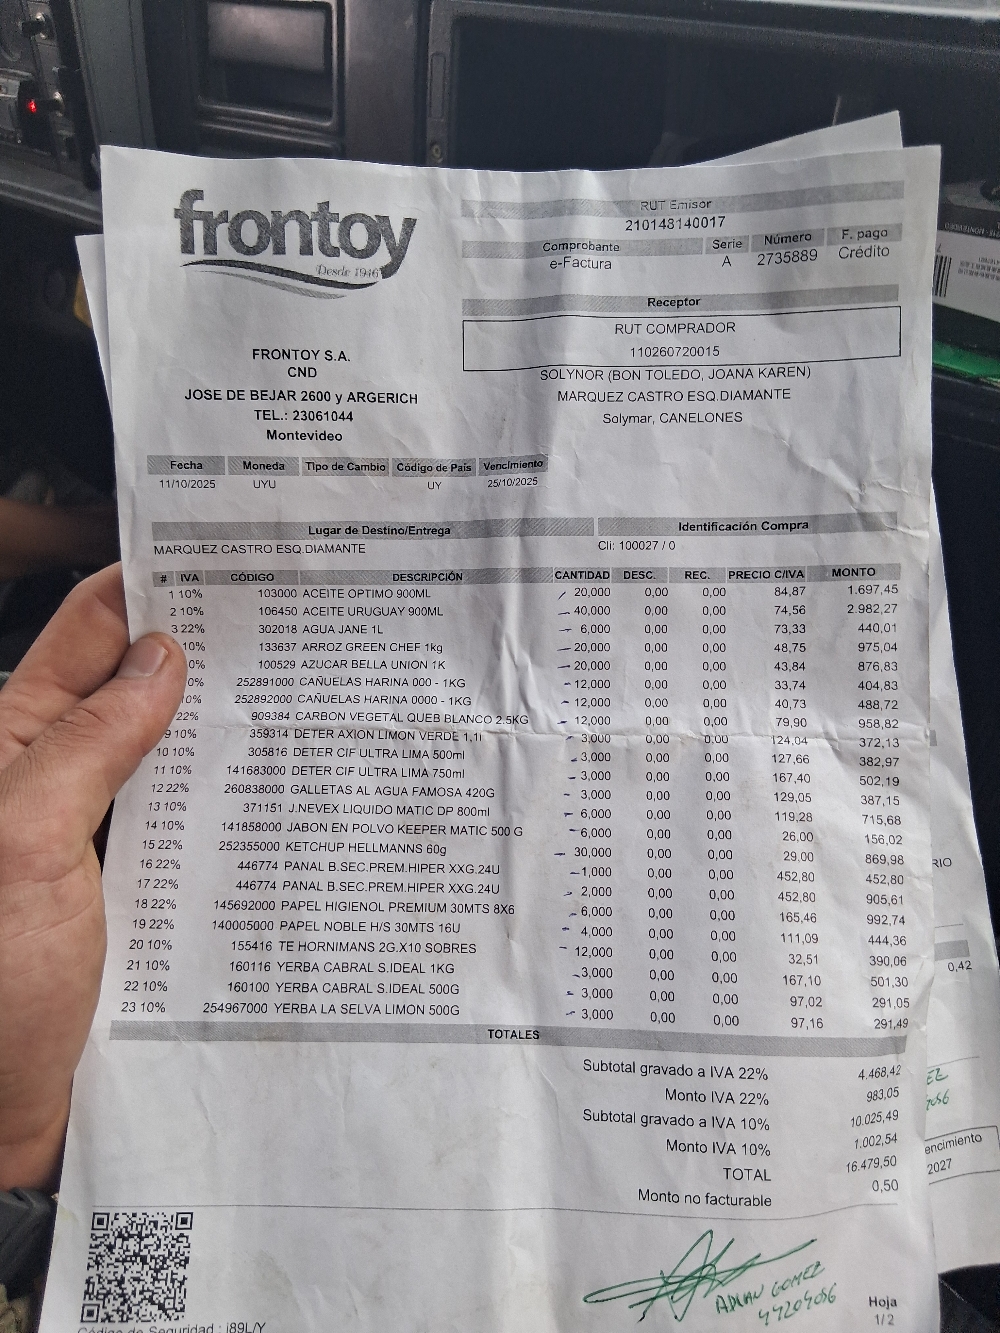 frontoy
Desde 1946
RUT Emisor
210148140017
Comprobante Serie Número F. pago
e-Factura A 2735889 Crédito
Receptor
RUT COMPRADOR
110260720015
SOLYNOR (BON TOLEDO, JOANA KAREN)
MARQUEZ CASTRO ESQ.DIAMANTE
Solymar, CANELONES
FRONTOY S.A.
CND
JOSE DE BEJAR 2600 y ARGERICH
TEL.: 23061044
Montevideo
Fecha Moneda Tipo de Cambio Código de País Vencimiento
11/10/2025 UYU UY 25/10/2025
Lugar de Destino/Entrega Identificación Compra
MARQUEZ CASTRO ESQ.DIAMANTE Cli: 100027 / 0
# IVA CÓDIGO DESCRIPCIÓN CANTIDAD DESC. REC. PRECIO C/IVA MONTO
1 10% 103000 ACEITE OPTIMO 900ML 20,000 0,00 0,00 84,87 1.697,45
2 10% 106450 ACEITE URUGUAY 900ML 40,000 0,00 0,00 74,56 2.982,27
3 22% 302018 AGUA JANE 1L 6,000 0,00 0,00 73,33 440,01
10% 133637 ARROZ GREEN CHEF 1kg 20,000 0,00 0,00 48,75 975,04
0% 100529 AZUCAR BELLA UNION 1K 20,000 0,00 0,00 43,84 876,83
0% 252891000 CAÑUELAS HARINA 000 - 1KG 12,000 0,00 0,00 33,74 404,83
10% 252892000 CAÑUELAS HARINA 0000 - 1KG 12,000 0,00 0,00 40,73 488,72
22% 909384 CARBON VEGETAL QUEB BLANCO 2.5KG 12,000 0,00 0,00 79,90 958,82
9 10% 359314 DETER AXION LIMON VERDE 1,1l 3,000 0,00 0,00 124,04 372,13
10 10% 305816 DETER CIF ULTRA LIMA 500ml 3,000 0,00 0,00 127,66 382,97
11 10% 141683000 DETER CIF ULTRA LIMA 750ml 3,000 0,00 0,00 167,40 502,19
12 22% 260838000 GALLETAS AL AGUA FAMOSA 420G 3,000 0,00 0,00 129,05 387,15
13 10% 371151 J.NEVEX LIQUIDO MATIC DP 800ml 6,000 0,00 0,00 119,28 715,68
14 10% 141858000 JABON EN POLVO KEEPER MATIC 500 G 6,000 0,00 0,00 26,00 156,02
15 22% 252355000 KETCHUP HELLMANNS 60g 30,000 0,00 0,00 29,00 869,98
16 22% 446774 PANAL B.SEC.PREM.HIPER XXG.24U 1,000 0,00 0,00 452,80 452,80
17 22% 446774 PANAL B.SEC.PREM.HIPER XXG.24U 2,000 0,00 0,00 452,80 905,61
18 22% 145692000 PAPEL HIGIENOL PREMIUM 30MTS 8X6 6,000 0,00 0,00 165,46 992,74
19 22% 140005000 PAPEL NOBLE H/S 30MTS 16U 4,000 0,00 0,00 111,09 444,36
20 10% 155416 TE HORNIMANS 2G.X10 SOBRES 12,000 0,00 0,00 32,51 390,06
21 10% 160116 YERBA CABRAL S.IDEAL 1KG 3,000 0,00 0,00 167,10 501,30
22 10% 160100 YERBA CABRAL S.IDEAL 500G 3,000 0,00 0,00 97,02 291,05
23 10% 254967000 YERBA LA SELVA LIMON 500G 3,000 0,00 0,00 97,16 291,49
TOTALES
Subtotal gravado a IVA 22% 4.468,42
Monto IVA 22% 983,05
Subtotal gravado a IVA 10% 10.025,49
Monto IVA 10% 1.002,54
TOTAL 16.479,50
Monto no facturable 0,50
GOMEZ
Hoja
1/2
Código de Seguridad : j89L/Y
RIO
0,42
EZ
encimiento
2027